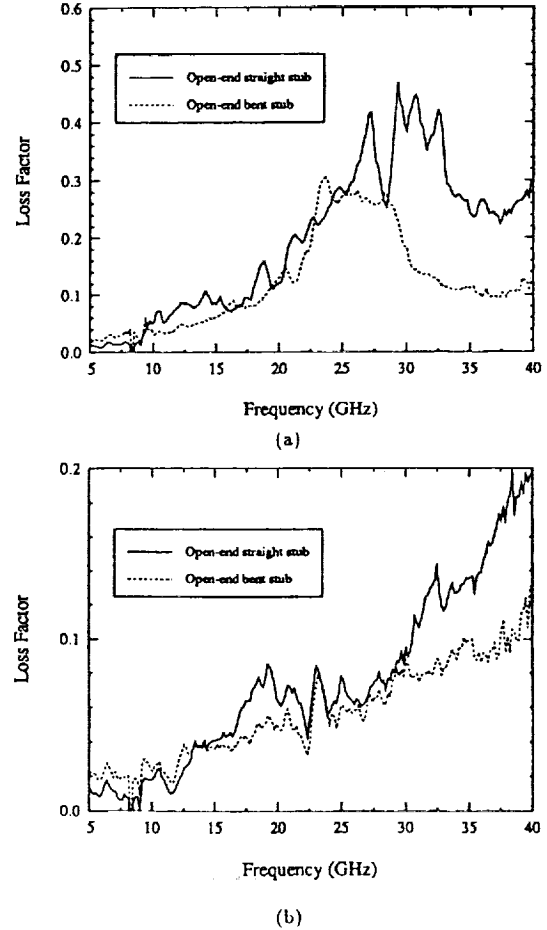 0.6
0.5
0.4
0.3
0.2
0.1
0.0
Loss Factor
Open-end straight stub
Open-end bent stub
5 10 15 20 25 30 35 40
Frequency (GHz)
(a)
0.2
0.1
0.0
Loss Factor
Open-end straight stub
Open-end bent stub
5 10 15 20 25 30 35 40
Frequency (GHz)
(b)